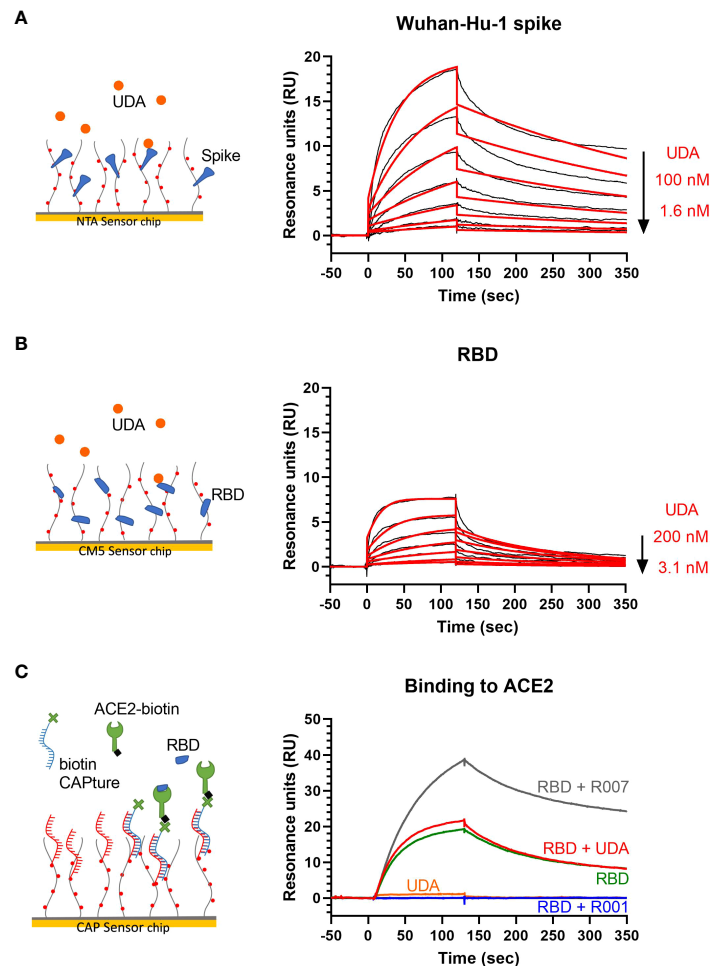 A
Wuhan-Hu-1 spike
UDA
Spike
NTA Sensor chip
Resonance units (RU)
20
15
10
5
0
-50 0 50 100 150 200 250 300 350
Time (sec)
UDA
100 nM
1.6 nM
B
RBD
UDA
RBD
CM5 Sensor chip
Resonance units (RU)
20
15
10
5
0
-50 0 50 100 150 200 250 300 350
Time (sec)
UDA
200 nM
3.1 nM
C
Binding to ACE2
ACE2-biotin
RBD
biotin
CAPture
CAP Sensor chip
Resonance units (RU)
50
40
30
20
10
0
-10
RBD + R007
RBD + UDA
RBD
UDA
RBD + R001
-50 0 50 100 150 200 250 300 350
Time (sec)